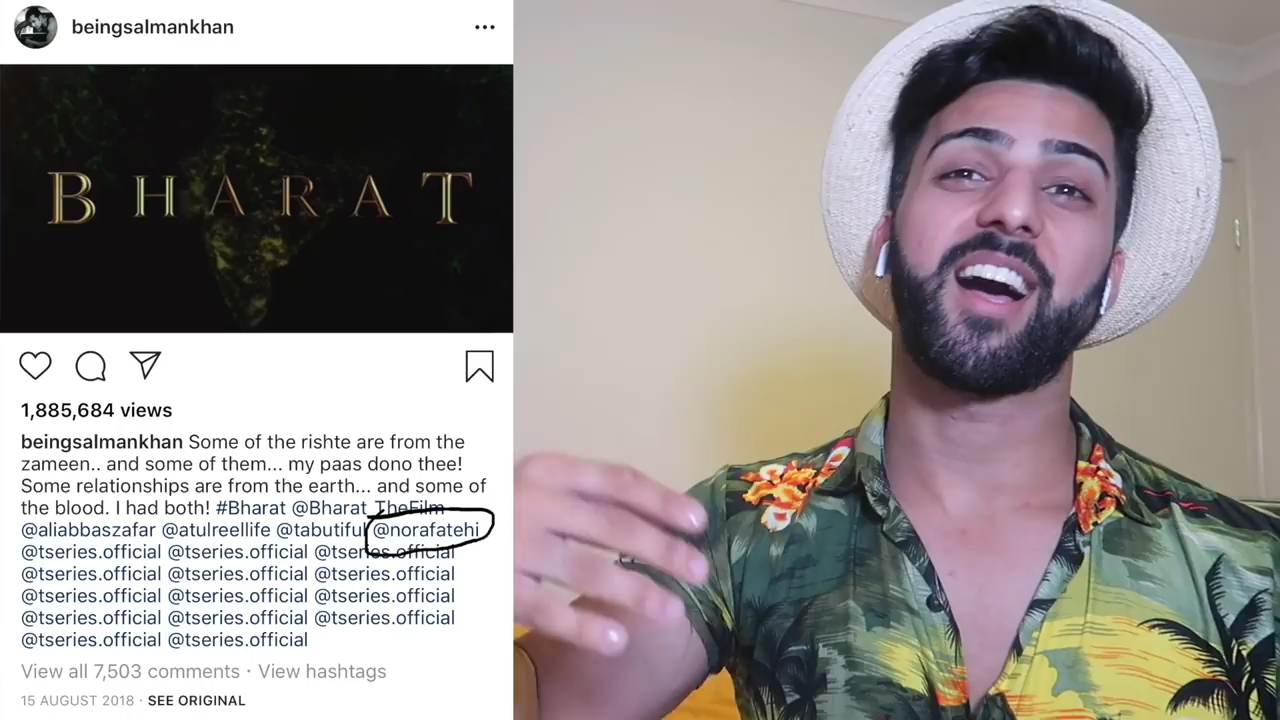 beingsalmankhan
BHARAT
1,885,684 views
beingsalmankhan Some of the rishte are from the
zameen.. and some of them... my paas dono thee!
Some relationships are from the earth... and some of
the blood. I had both! #Bharat @Bharat_TheFilm
@aliabbaszafar @atulreellife @tabutiful @norafatehi
@tseries.official @tseries.official @tseries.official
@tseries.official @tseries.official @tseries.official
@tseries.official @tseries.official @tseries.official
@tseries.official @tseries.official @tseries.official
@tseries.official @tseries.official
View all 7,503 comments · View hashtags
15 AUGUST 2018 · SEE ORIGINAL